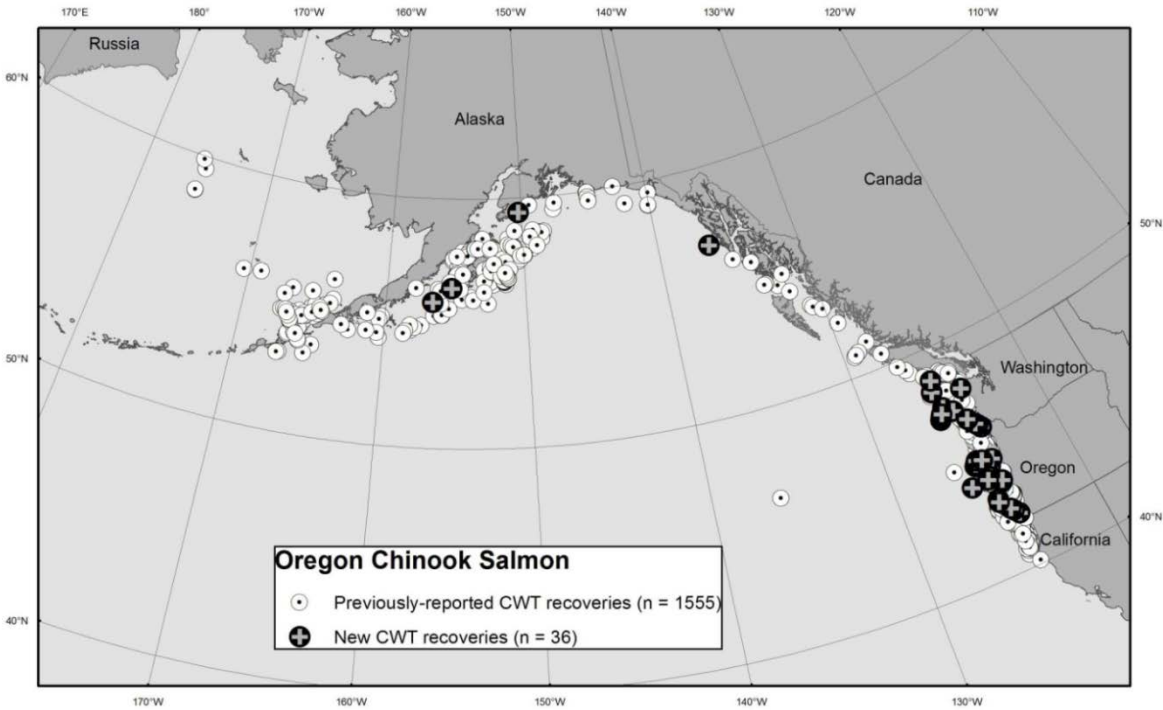 170°E 180° 170°W 160°W 150°W 140°W 130°W 120°W 110°W
Russia
60°N
Alaska
Canada
50°N
Washington
50°N
Oregon
40°N
California
Oregon Chinook Salmon
Previously-reported CWT recoveries (n = 1555)
40°N
New CWT recoveries (n = 36)
170°W 160°W 150°W 140°W 130°W